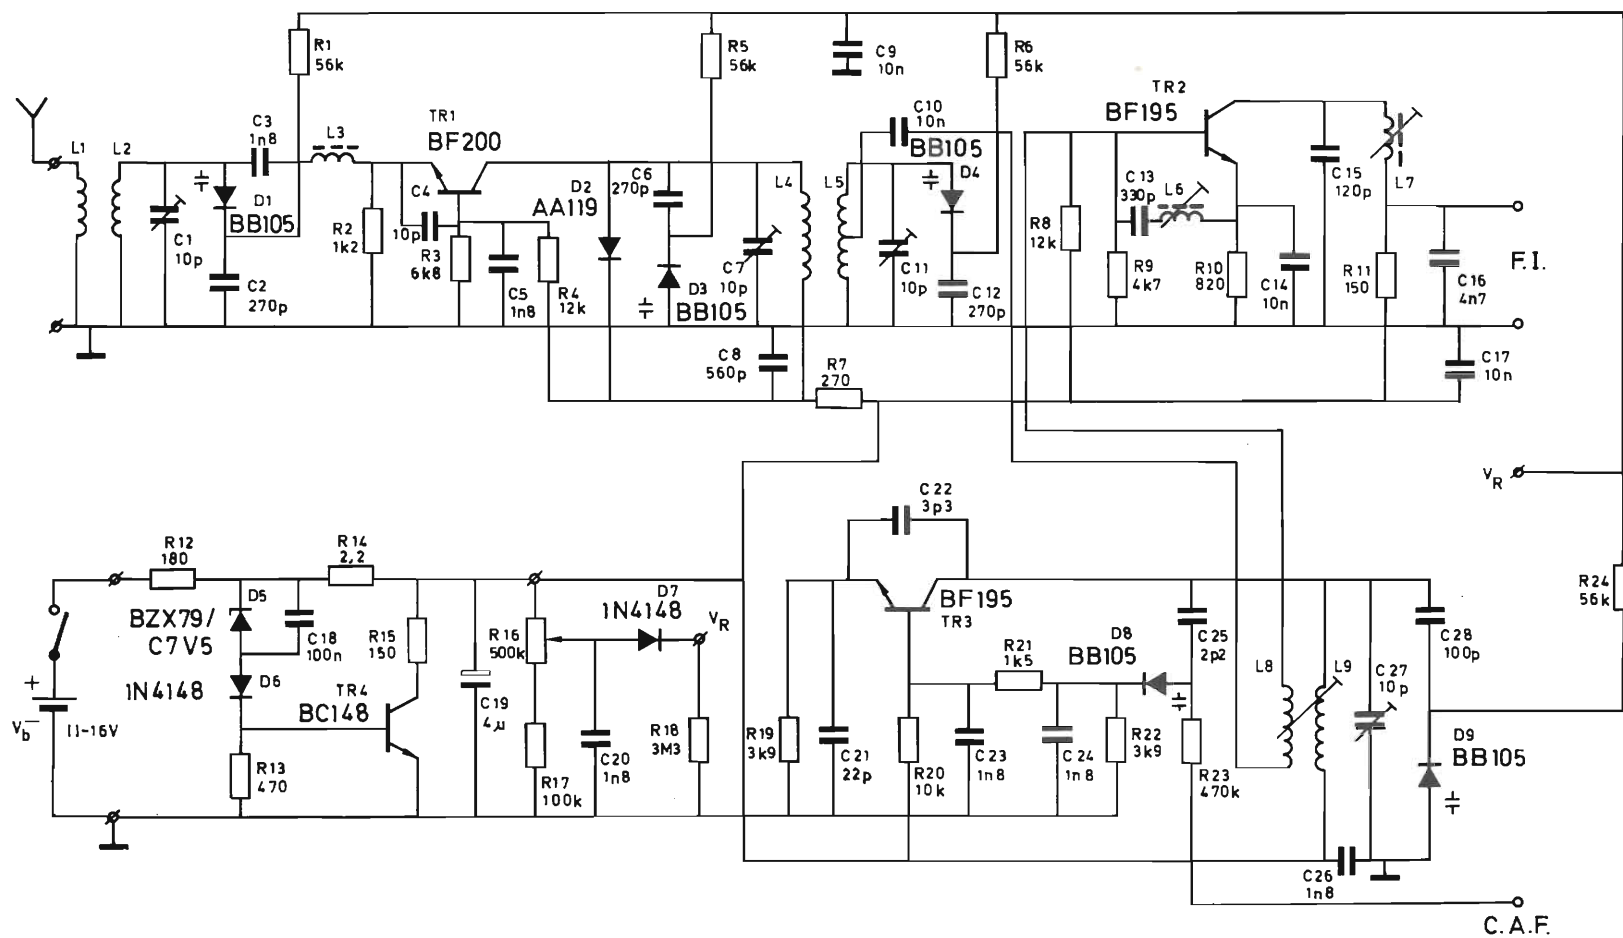 R1
56k
R5
56k
C9
10n
R6
56k
TR2
BF195
C3
1n8
L3
TR1
BF200
C10
10n
BB105
D4
L1
L2
D1
BB105
C1
10p
C2
270p
R2
1k2
C4
10p
R3
6k8
C5
1n8
R4
12k
D2
AA119
C6
270p
D3
BB105
C7
10p
L4
L5
C11
10p
C12
270p
R8
12k
C13
330p
L6
R9
4k7
R10
820
C14
10n
C15
120p
L7
R11
150
C16
4n7
F.I.
C8
560p
R7
270
C17
10n
VR
C22
3p3
R12
180
R14
2,2
D5
BZX79/
C7V5
C18
100n
R15
150
D7
1N4148
VR
R16
500k
BF195
TR3
R24
56k
D6
1N4148
TR4
BC148
C19
4µ
+
Vb
11-16V
R13
470
R17
100k
C20
1n8
R18
3M3
R19
3k9
C21
22p
R20
10k
C23
1n8
R21
1k5
C24
1n8
D8
BB105
R22
3k9
C25
2p2
R23
470k
L8
L9
C27
10p
C28
100p
D9
BB105
C26
1n8
C.A.F.